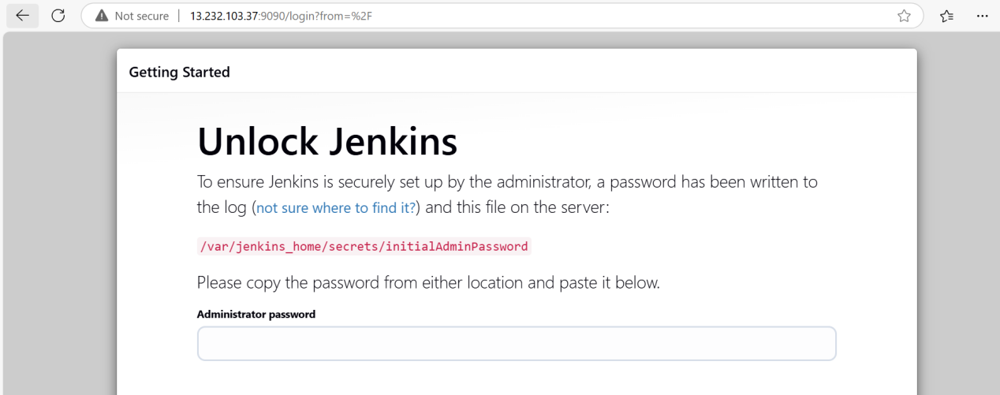 Not secure | 13.232.103.37:9090/login?from=%2F
Getting Started
Unlock Jenkins
To ensure Jenkins is securely set up by the administrator, a password has been written to
the log (not sure where to find it?) and this file on the server:
/var/jenkins_home/secrets/initialAdminPassword
Please copy the password from either location and paste it below.
Administrator password